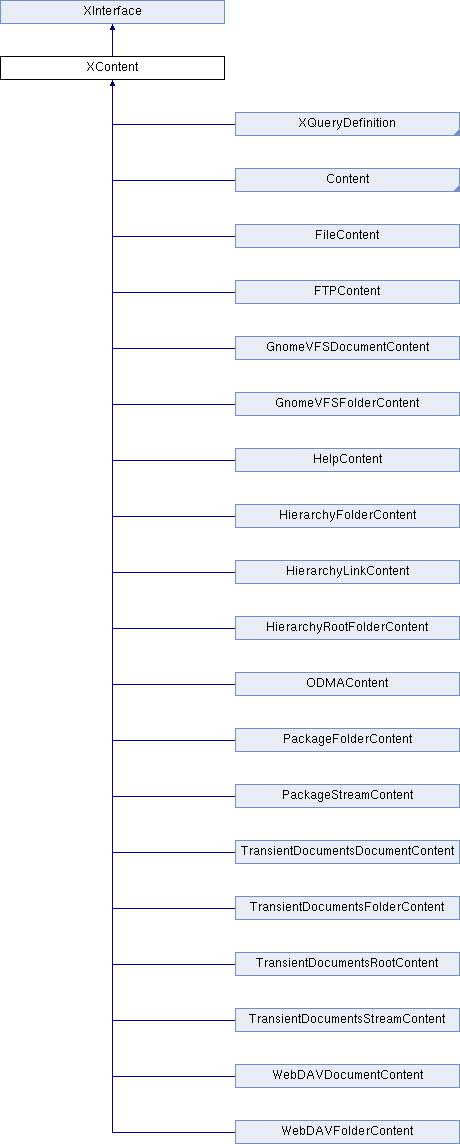 XInterface
XContent
XQueryDefinition
Content
FileContent
FTPContent
GnomeVFSDocumentContent
GnomeVFSFolderContent
HelpContent
HierarchyFolderContent
HierarchyLinkContent
HierarchyRootFolderContent
ODMAContent
PackageFolderContent
PackageStreamContent
TransientDocumentsDocumentContent
TransientDocumentsFolderContent
TransientDocumentsRootContent
TransientDocumentsStreamContent
WebDAVDocumentContent
WebDAVFolderContent